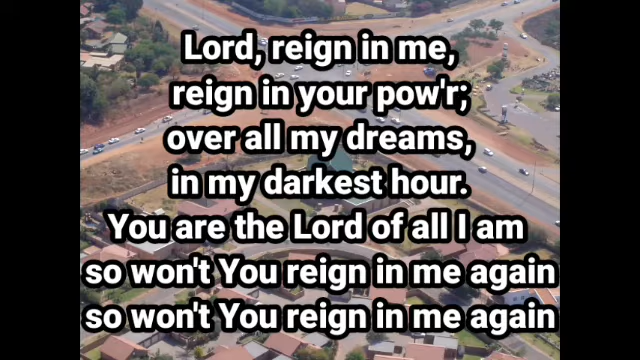 Lord, reign in me,
reign in your pow'r;
over all my dreams,
in my darkest hour.
You are the Lord of all I am
so won't You reign in me again
so won't You reign in me again